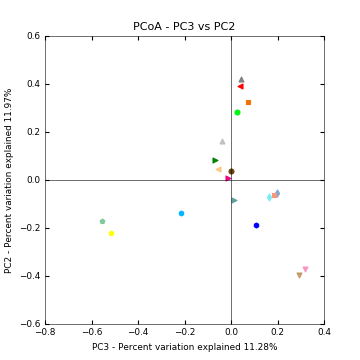 PCoA - PC3 vs PC2
PC2 - Percent variation explained 11.97%
0.6
0.4
0.2
0.0
−0.2
−0.4
−0.6
−0.8 −0.6 −0.4 −0.2 0.0 0.2 0.4
PC3 - Percent variation explained 11.28%